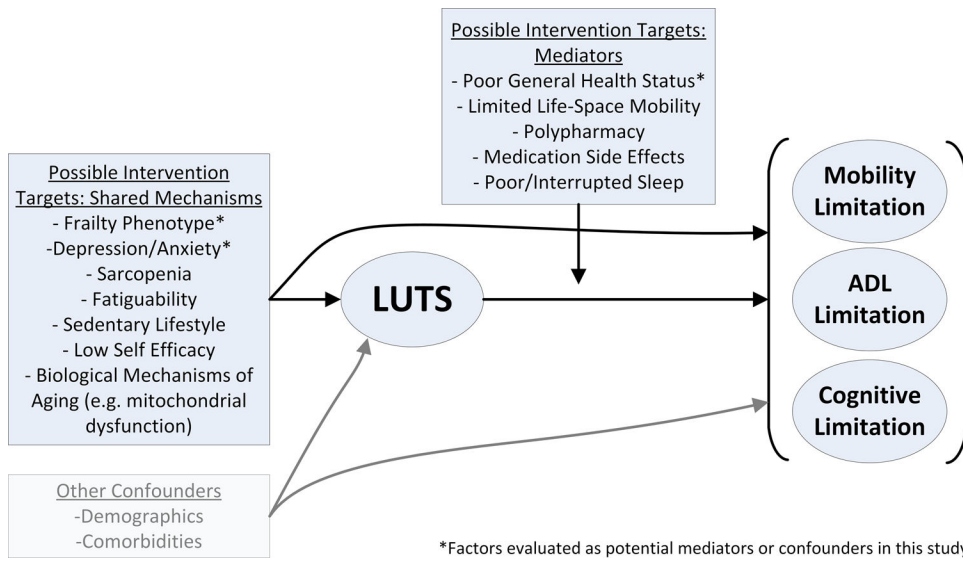 Possible Intervention Targets:
Mediators
- Poor General Health Status*
- Limited Life-Space Mobility
- Polypharmacy
- Medication Side Effects
- Poor/Interrupted Sleep
Possible Intervention
Targets: Shared Mechanisms
- Frailty Phenotype*
-Depression/Anxiety*
- Sarcopenia
- Fatiguability
- Sedentary Lifestyle
- Low Self Efficacy
- Biological Mechanisms of
Aging (e.g. mitochondrial
dysfunction)
LUTS
Mobility
Limitation
ADL
Limitation
Cognitive
Limitation
Other Confounders
-Demographics
-Comorbidities
*Factors evaluated as potential mediators or confounders in this study